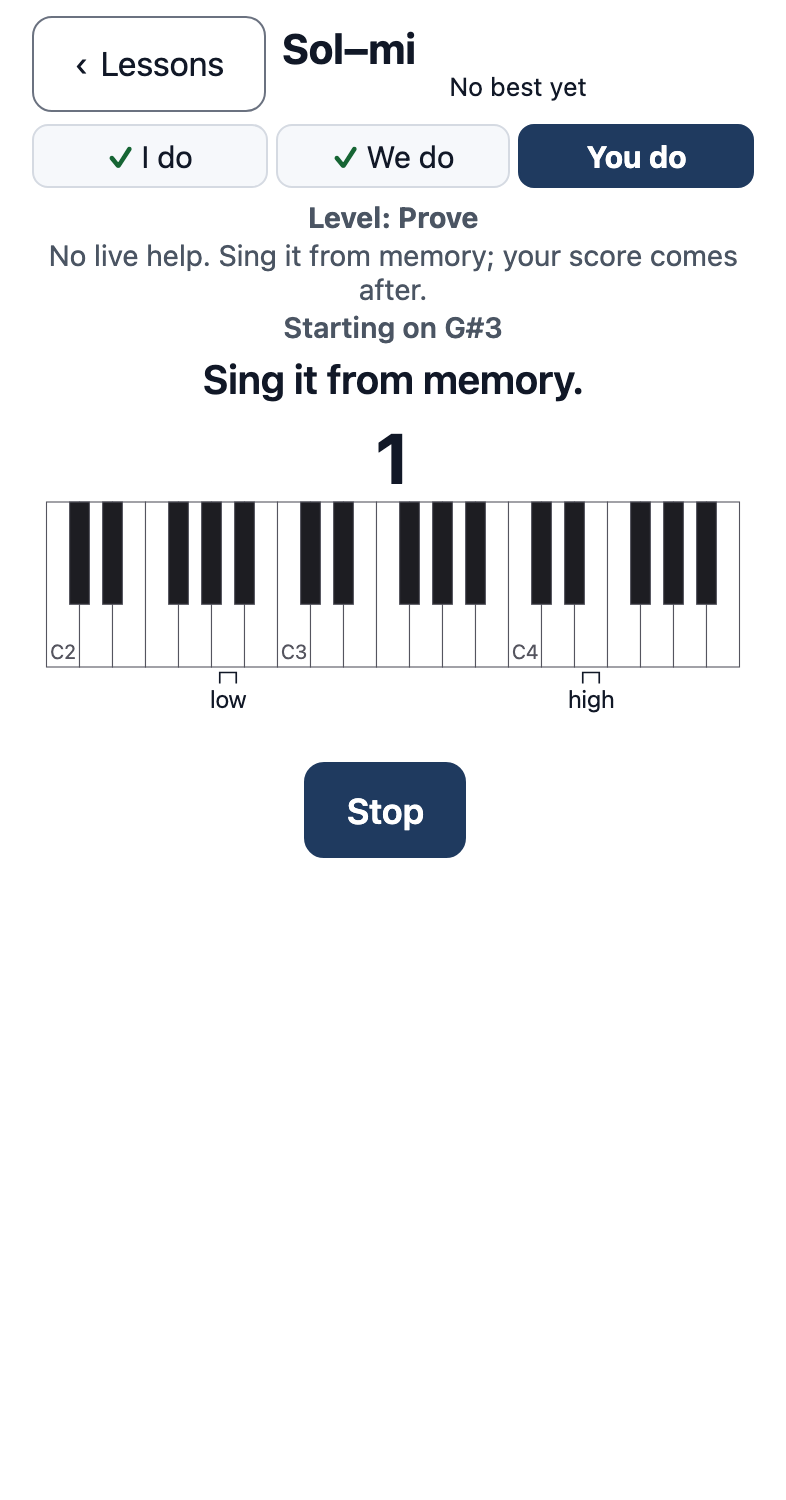 ‹ Lessons
Sol–mi
No best yet
✓ I do
✓ We do
You do
Level: Prove
No live help. Sing it from memory; your score comes
after.
Starting on G#3
Sing it from memory.
1
C2
C3
C4
low
high
Stop